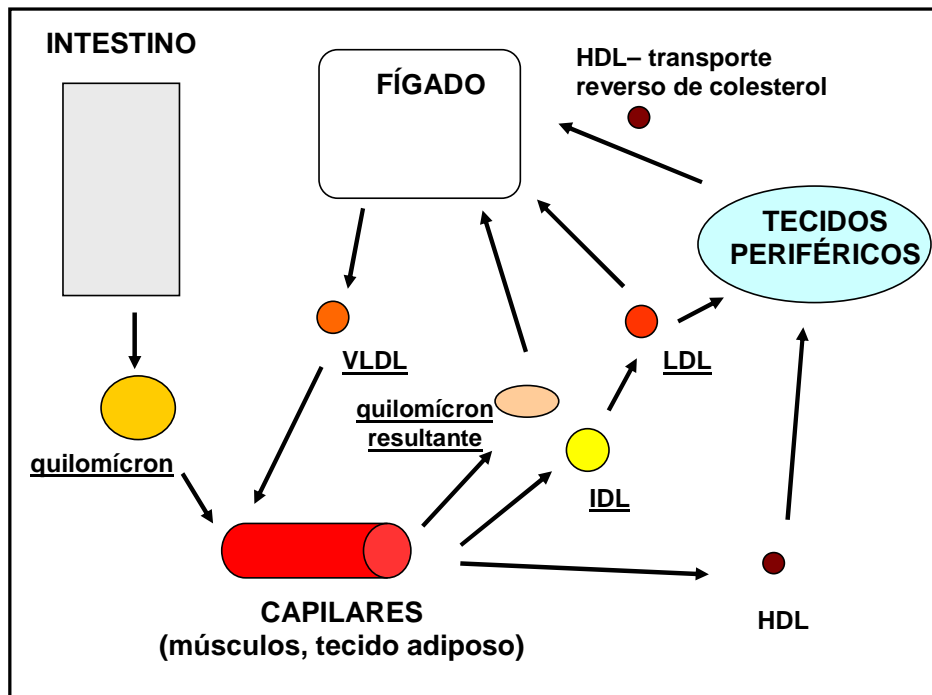 INTESTINO
FÍGADO
HDL– transporte
reverso de colesterol
TECIDOS
PERIFÉRICOS
VLDL
LDL
quilomícron
resultante
quilomícron
IDL
CAPILARES
(músculos, tecido adiposo)
HDL